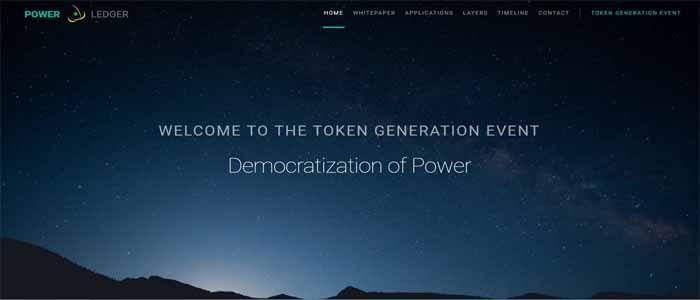 POWER LEDGER
HOME WHITEPAPER APPLICATIONS LAYERS TIMELINE CONTACT TOKEN GENERATION EVENT
WELCOME TO THE TOKEN GENERATION EVENT
Democratization of Power